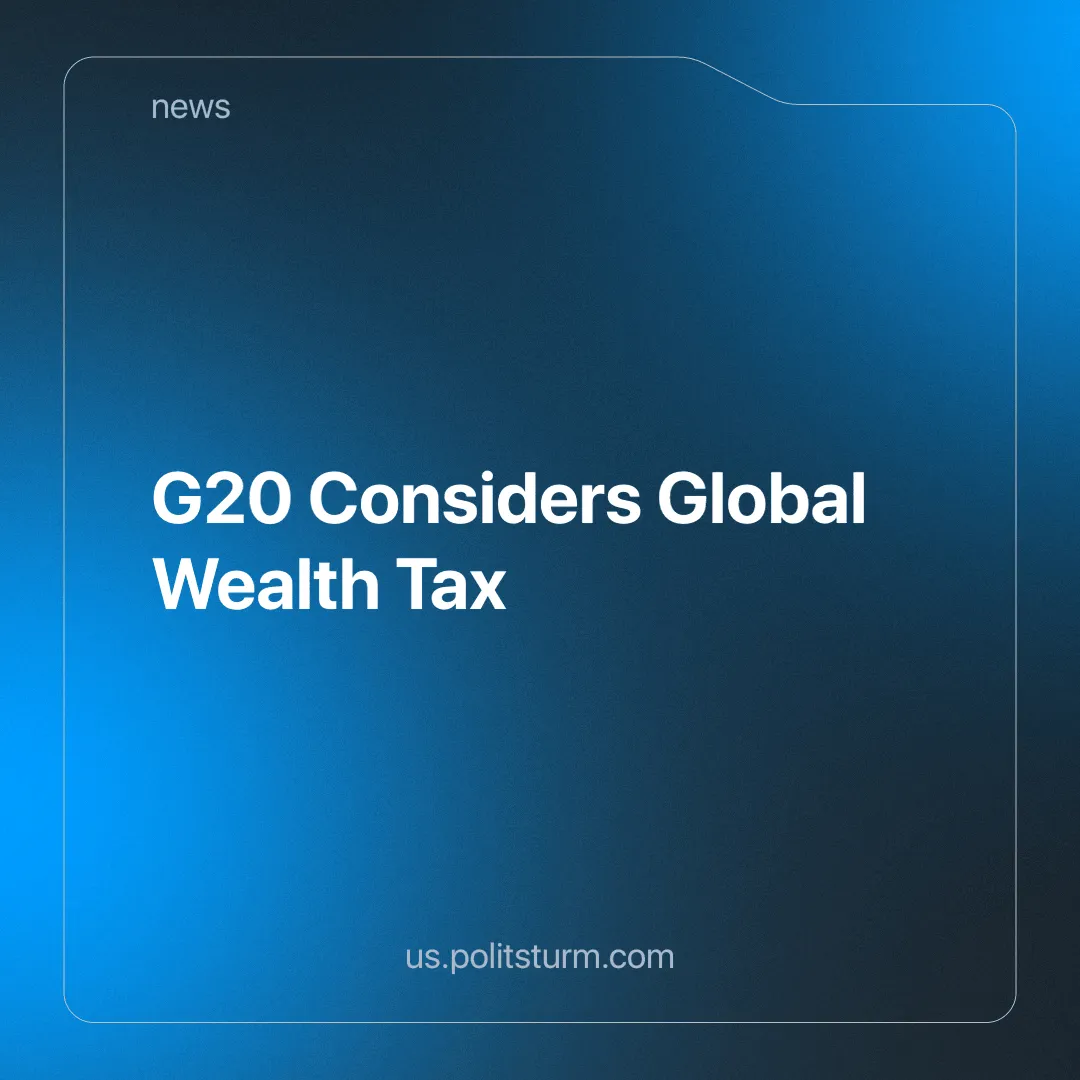 news
G20 Considers Global
Wealth Tax
us.politsturm.com